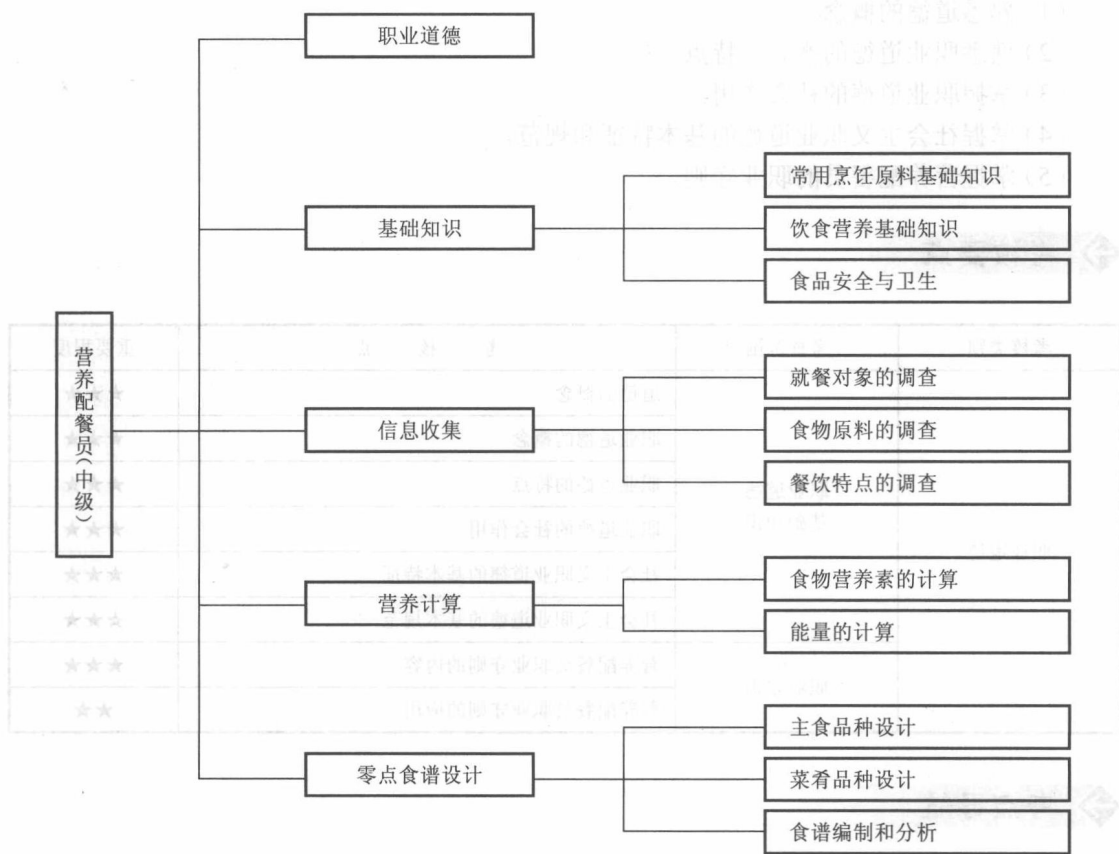 职业道德
基础知识
常用烹饪原料基础知识
饮食营养基础知识
食品安全与卫生
营养配餐员(中级)
信息收集
就餐对象的调查
食物原料的调查
餐饮特点的调查
营养计算
食物营养素的计算
能量的计算
零点食谱设计
主食品种设计
菜肴品种设计
食谱编制和分析